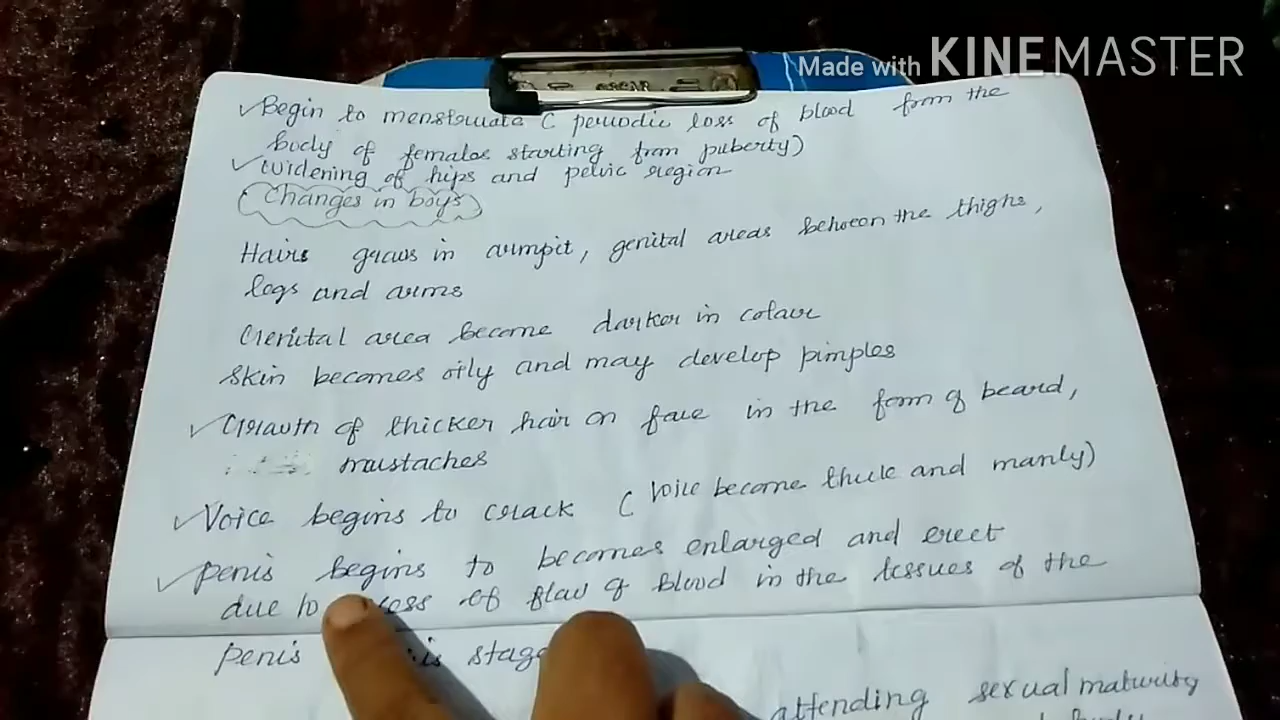 Made with KINEMASTER
✓Begin to menstruate ( periodic loss of blood from the
body of females starting from puberty)
✓Widening of hips and pelvic region
Changes in boys
Hairs grows in armpit, genital areas between the thighs,
legs and arms
Genital area become darker in colour
Skin becomes oily and may develop pimples
✓Growth of thicker hair on face in the form of beard,
mustaches
✓Voice begins to crack ( Voice become thick and manly)
✓penis begins to becomes enlarged and erect
due to of flow of blood in the tissues of the
penis stage
attending sexual maturity